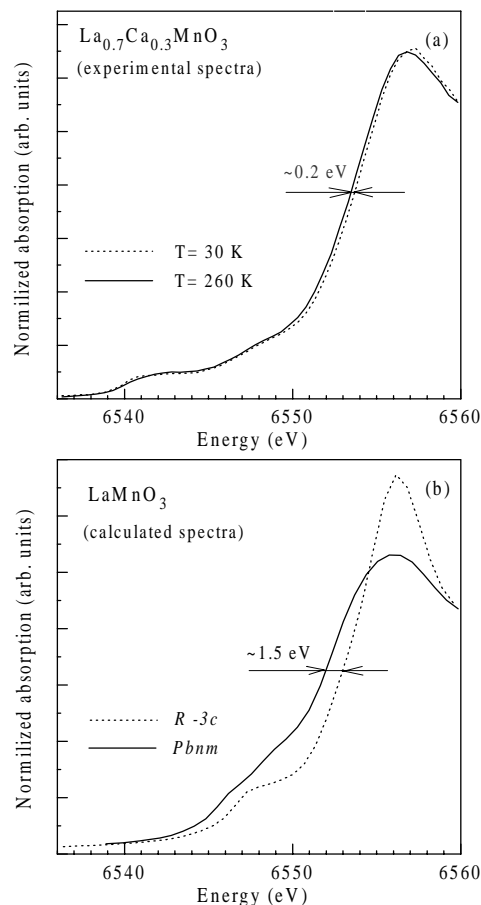 La0.7Ca0.3MnO3 (a)
(experimental spectra)
~0.2 eV
T= 30 K
T= 260 K
Normilized absorption (arb. units)
6540 6550 6560
Energy (eV)
LaMnO3 (b)
(calculated spectra)
~1.5 eV
R -3c
Pbnm
Normilized absorption (arb. units)
6540 6550 6560
Energy (eV)